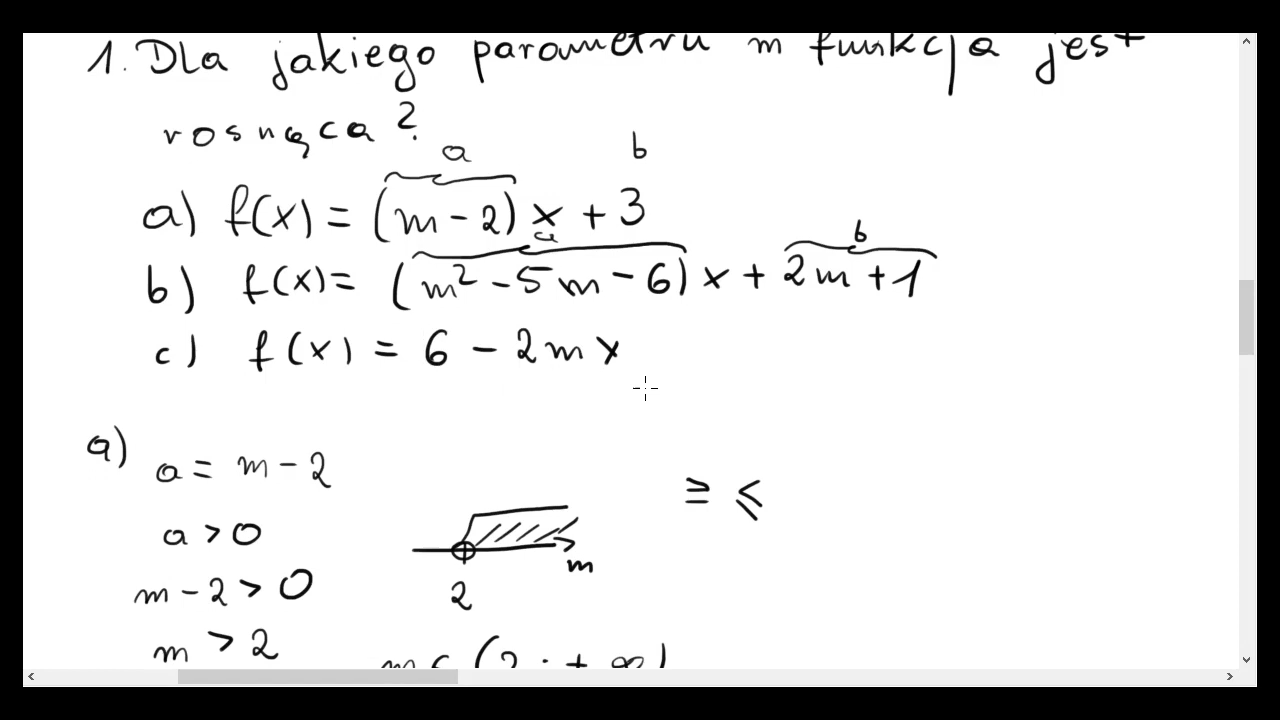 1. Dla jakiego parametru m funkcja jest
rosnąca?
a b
a) f(x) = (m - 2) x + 3
a b
b) f(x) = (m² - 5m - 6) x + 2m + 1
c) f(x) = 6 - 2mx
a)
a = m - 2
≥ ≤
a > 0
m
m - 2 > 0
2
m > 2
m ∈ (2; +∞)